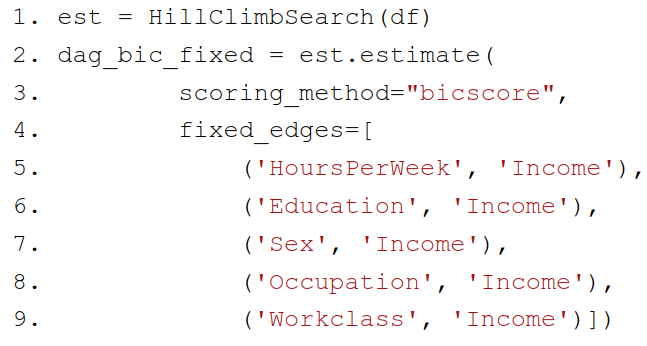 1. est = HillClimbSearch(df)
2. dag_bic_fixed = est.estimate(
3.         scoring_method="bicscore",
4.         fixed_edges=[
5.             ('HoursPerWeek', 'Income'),
6.             ('Education', 'Income'),
7.             ('Sex', 'Income'),
8.             ('Occupation', 'Income'),
9.             ('Workclass', 'Income')])